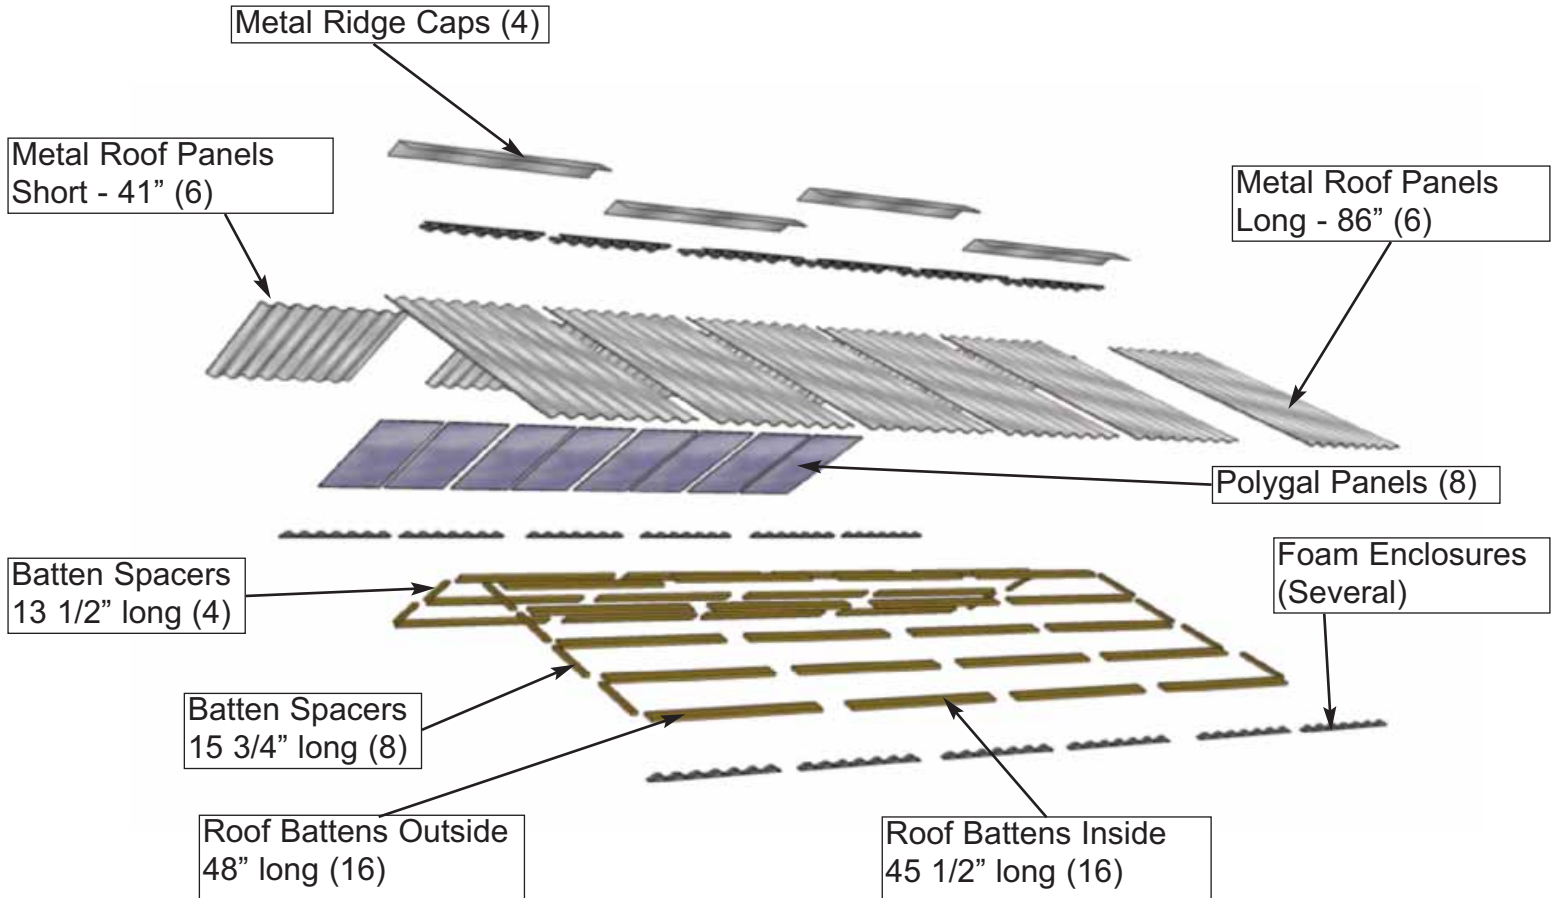 Metal Ridge Caps (4)
Metal Roof Panels
Short - 41” (6)
Metal Roof Panels
Long - 86” (6)
Polygal Panels (8)
Batten Spacers
13 1/2” long (4)
Foam Enclosures
(Several)
Batten Spacers
15 3/4” long (8)
Roof Battens Outside
48” long (16)
Roof Battens Inside
45 1/2” long (16)